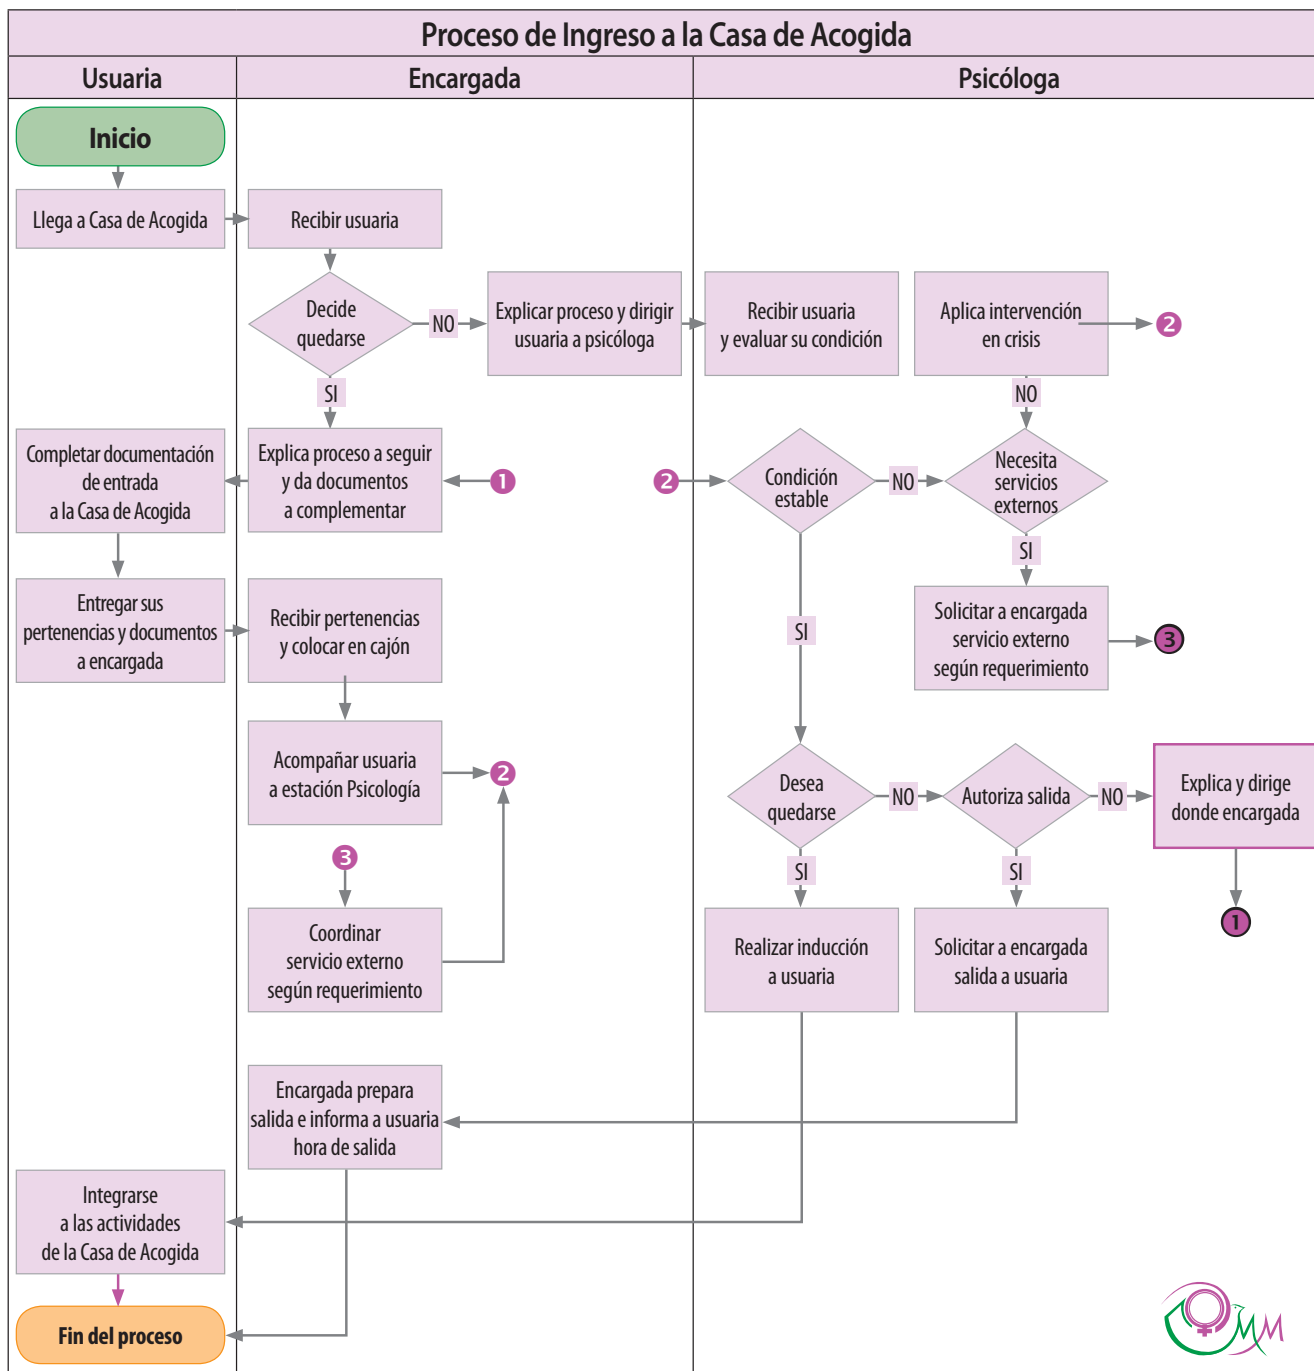 Proceso de Ingreso a la Casa de Acogida
Usuaria
Encargada
Psicóloga
Inicio
Llega a Casa de Acogida
Recibir usuaria
Decide
quedarse
NO
Explicar proceso y dirigir
usuaria a psicóloga
Recibir usuaria
y evaluar su condición
Aplica intervención
en crisis
2
SI
NO
Completar documentación
de entrada
a la Casa de Acogida
Explica proceso a seguir
y da documentos
a complementar
1
2
Condición
estable
NO
Necesita
servicios
externos
SI
SI
Entregar sus
pertenencias y documentos
a encargada
Recibir pertenencias
y colocar en cajón
Solicitar a encargada
servicio externo
según requerimiento
3
Acompañar usuaria
a estación Psicología
2
Desea
quedarse
NO
Autoriza salida
NO
Explica y dirige
donde encargada
3
SI
SI
1
Coordinar
servicio externo
según requerimiento
Realizar inducción
a usuaria
Solicitar a encargada
salida a usuaria
Encargada prepara
salida e informa a usuaria
hora de salida
Integrarse
a las actividades
de la Casa de Acogida
Fin del proceso